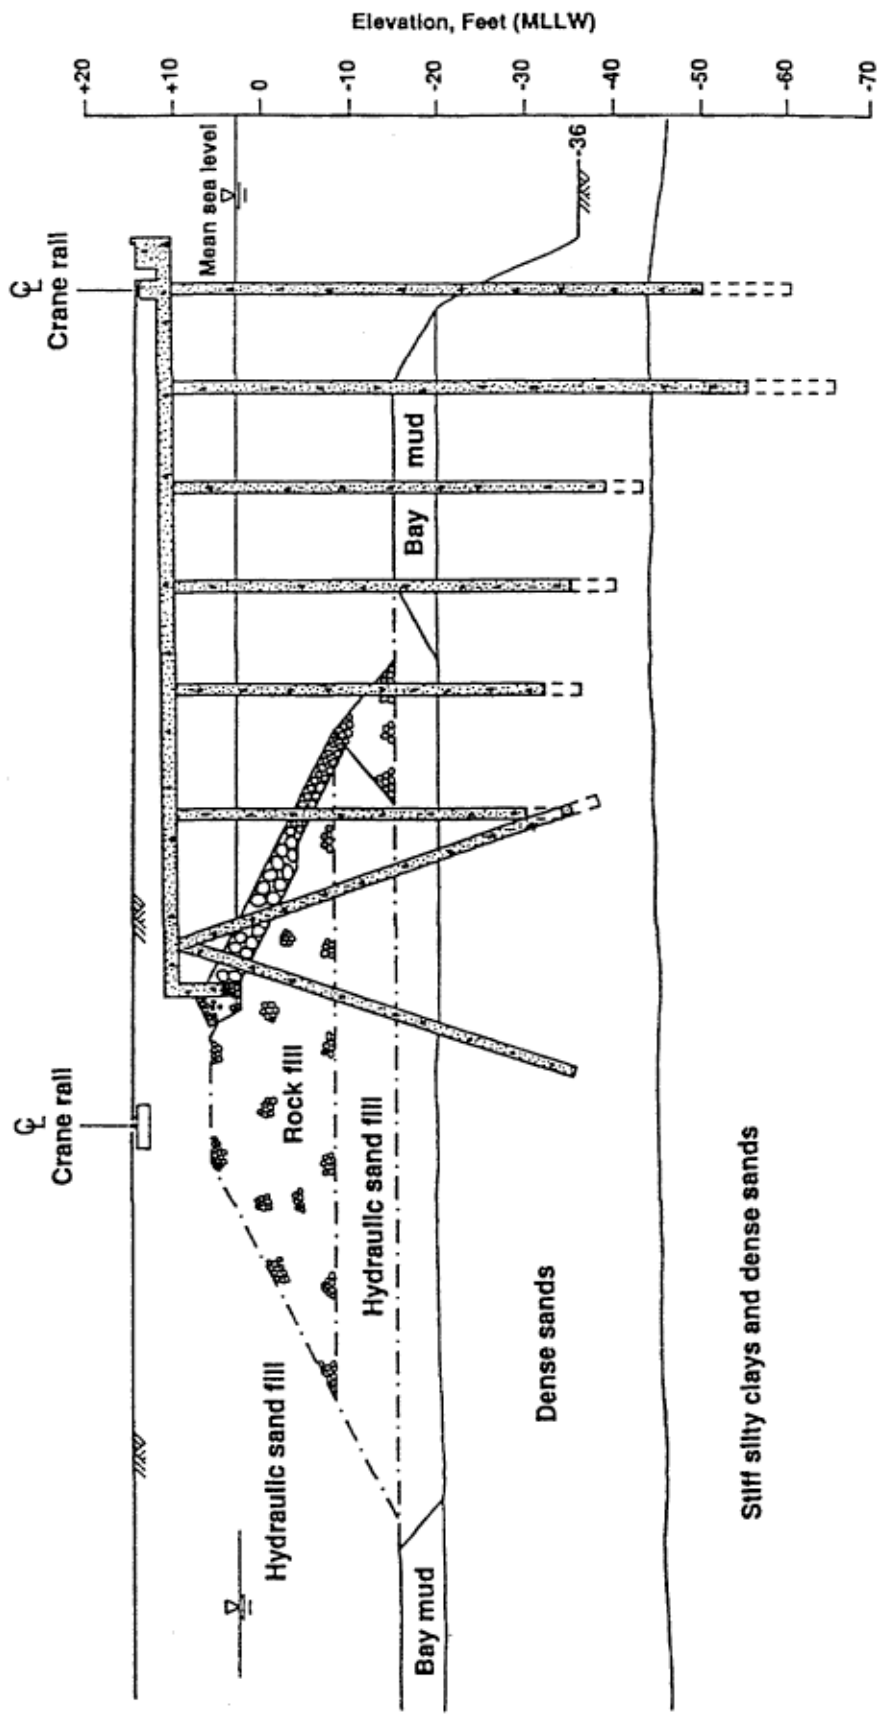 Elevation, Feet (MLLW)
+20
+10
0
-10
-20
-30
-40
-50
-60
-70
℄
Crane rail
Mean sea level
-36
Bay mud
℄
Crane rail
Rock fill
Hydraulic sand fill
Hydraulic sand fill
Bay mud
Dense sands
Stiff silty clays and dense sands